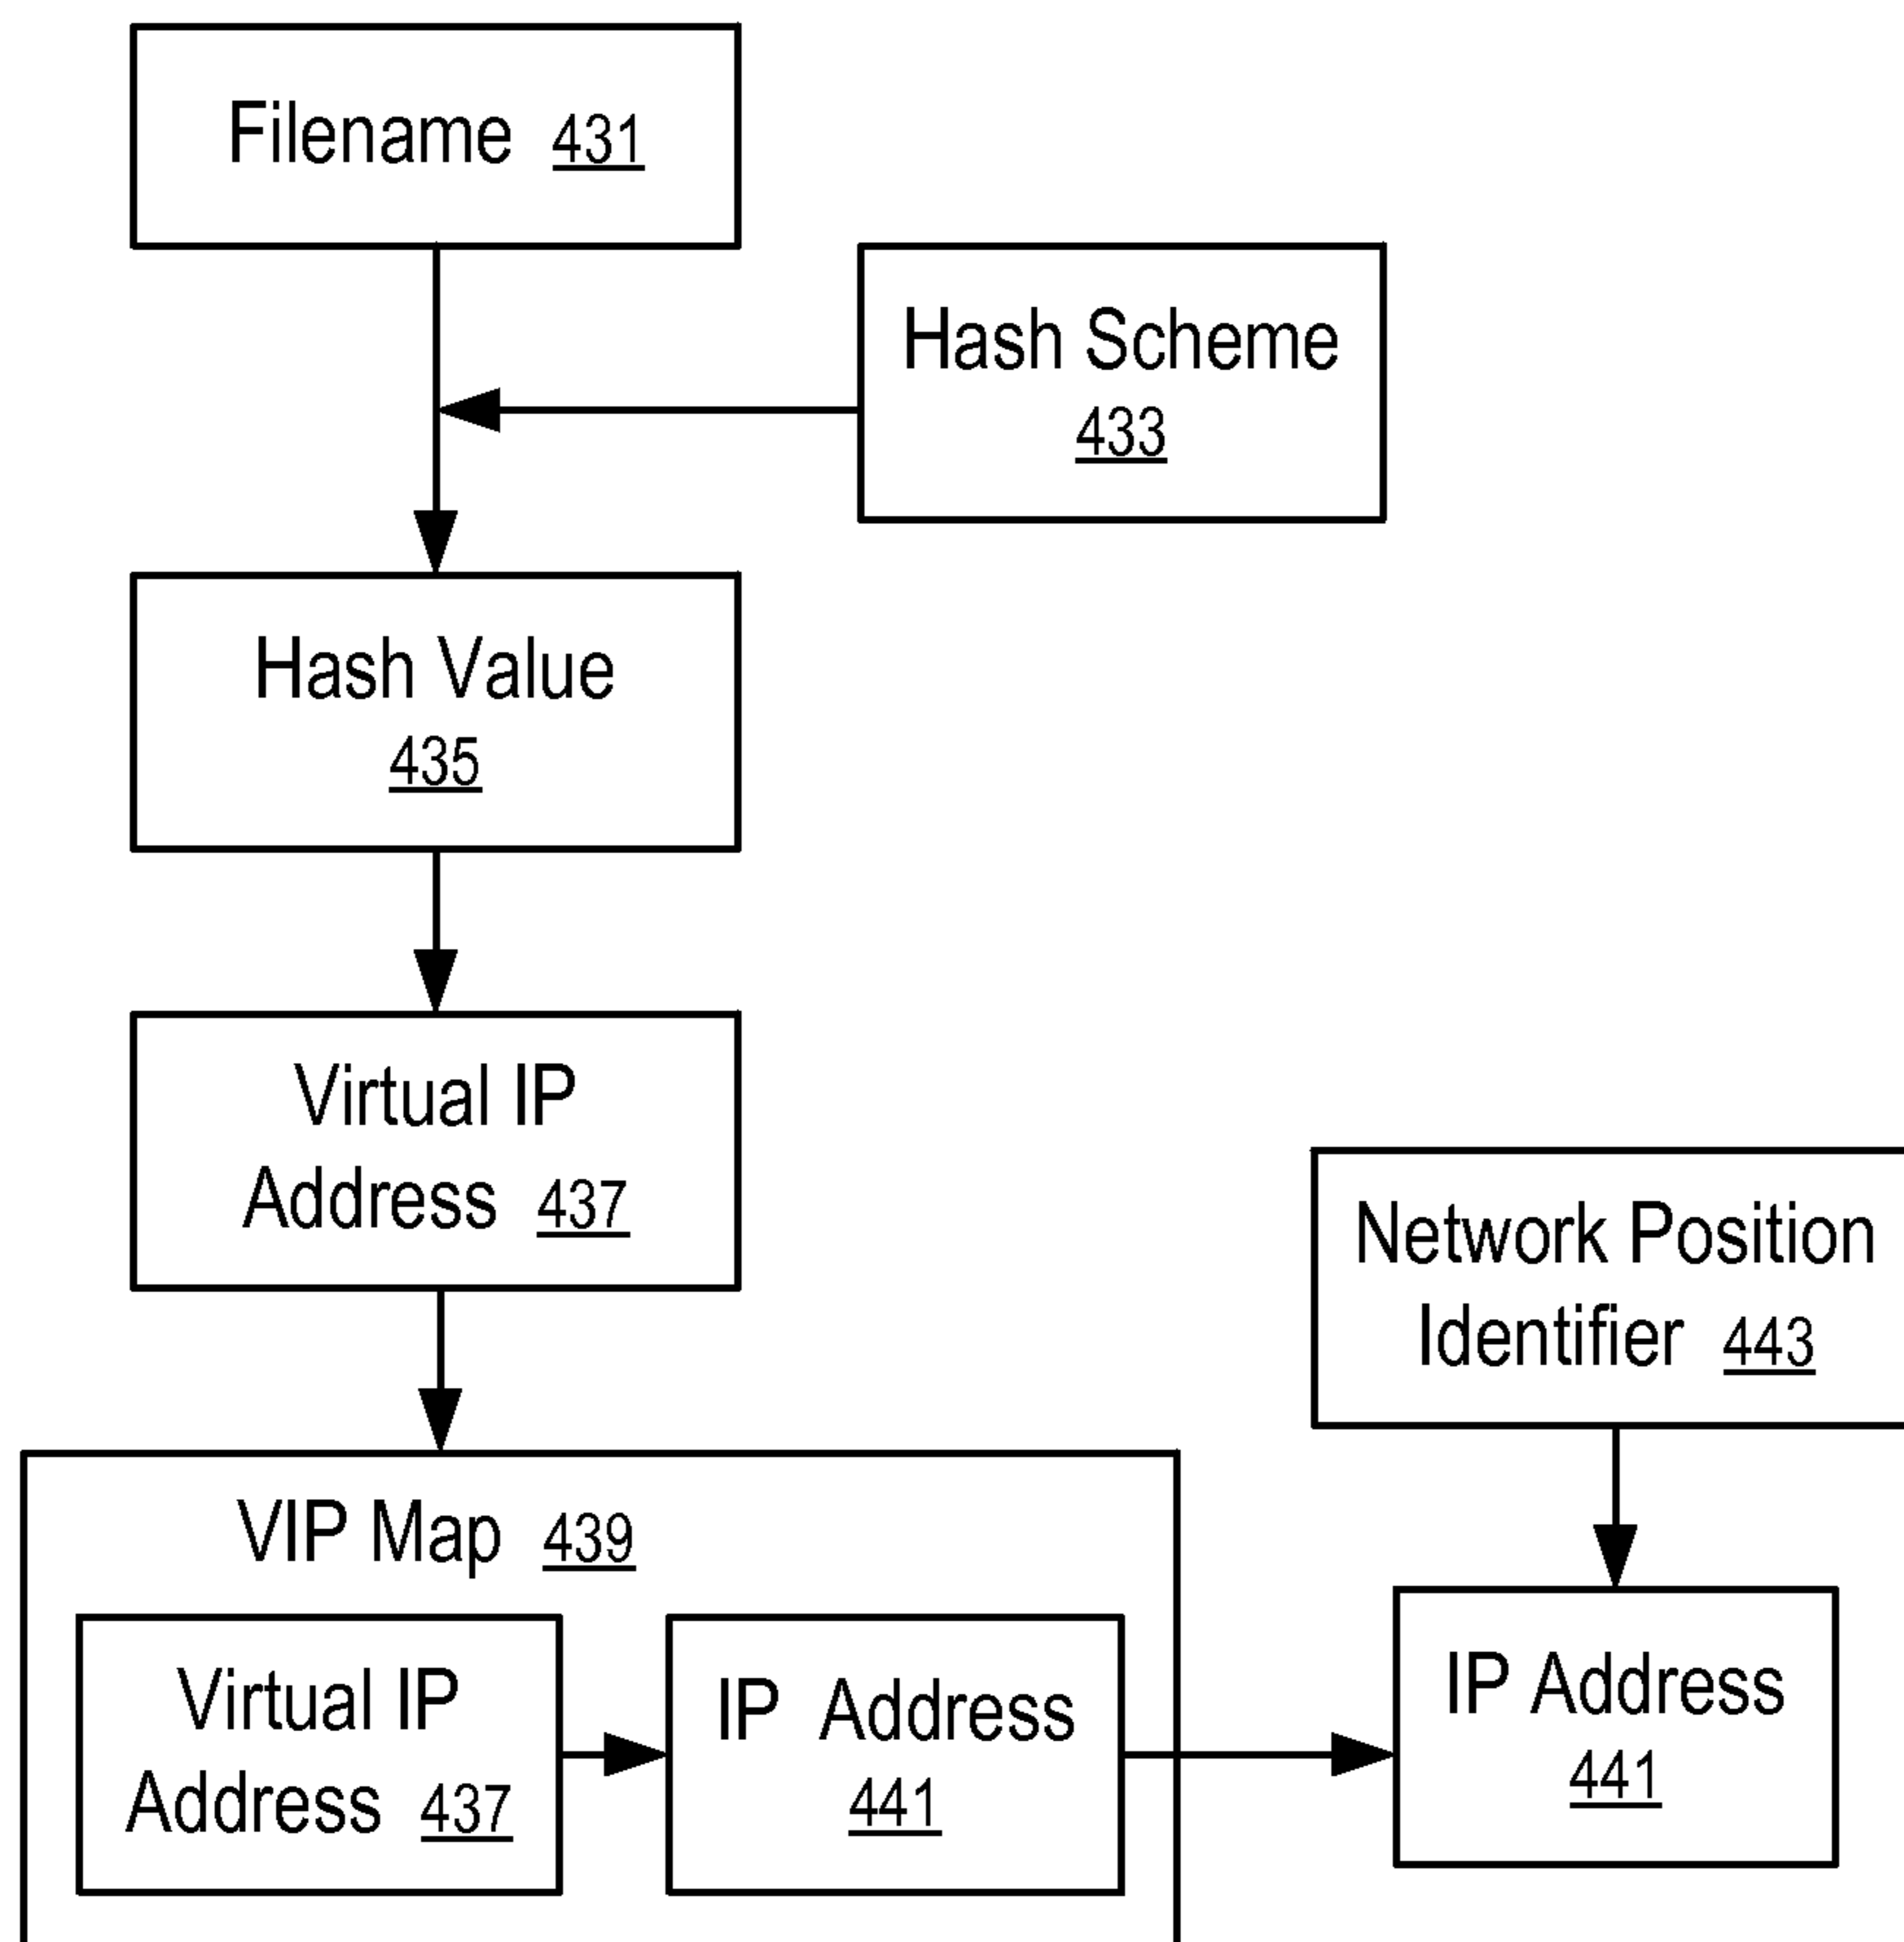 Filename 431
Hash Scheme
433
Hash Value
435
Virtual IP
Address 437
Network Position
Identifier 443
VIP Map 439
Virtual IP
Address 437
IP Address
441
IP Address
441